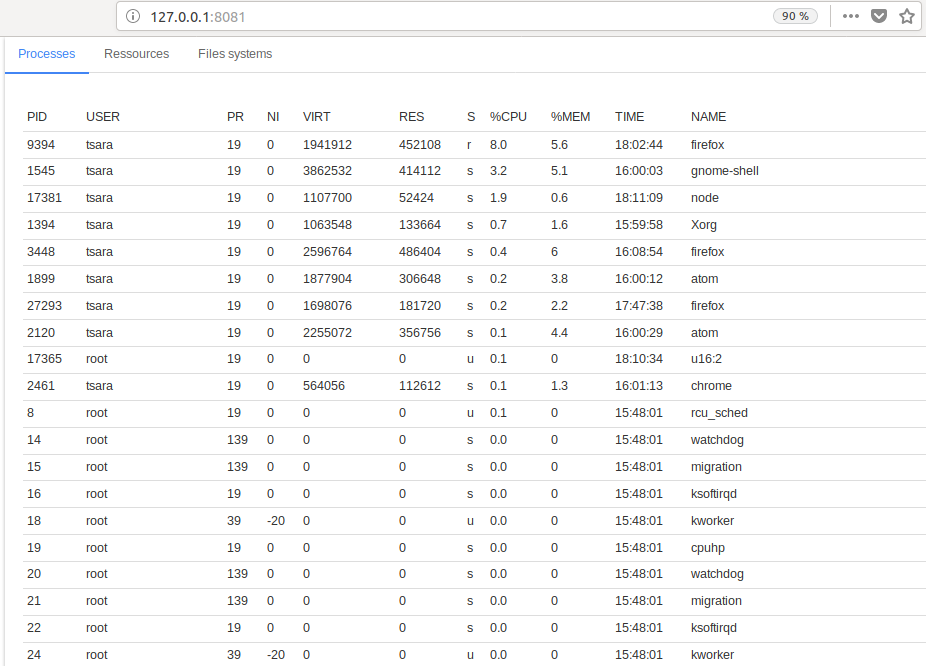 127.0.0.1:8081 90 %
Processes Ressources Files systems
PID USER PR NI VIRT RES S %CPU %MEM TIME NAME
9394 tsara 19 0 1941912 452108 r 8.0 5.6 18:02:44 firefox
1545 tsara 19 0 3862532 414112 s 3.2 5.1 16:00:03 gnome-shell
17381 tsara 19 0 1107700 52424 s 1.9 0.6 18:11:09 node
1394 tsara 19 0 1063548 133664 s 0.7 1.6 15:59:58 Xorg
3448 tsara 19 0 2596764 486404 s 0.4 6 16:08:54 firefox
1899 tsara 19 0 1877904 306648 s 0.2 3.8 16:00:12 atom
27293 tsara 19 0 1698076 181720 s 0.2 2.2 17:47:38 firefox
2120 tsara 19 0 2255072 356756 s 0.1 4.4 16:00:29 atom
17365 root 19 0 0 0 u 0.1 0 18:10:34 u16:2
2461 tsara 19 0 564056 112612 s 0.1 1.3 16:01:13 chrome
8 root 19 0 0 0 u 0.1 0 15:48:01 rcu_sched
14 root 139 0 0 0 s 0.0 0 15:48:01 watchdog
15 root 139 0 0 0 s 0.0 0 15:48:01 migration
16 root 19 0 0 0 s 0.0 0 15:48:01 ksoftirqd
18 root 39 -20 0 0 u 0.0 0 15:48:01 kworker
19 root 19 0 0 0 s 0.0 0 15:48:01 cpuhp
20 root 139 0 0 0 s 0.0 0 15:48:01 watchdog
21 root 139 0 0 0 s 0.0 0 15:48:01 migration
22 root 19 0 0 0 s 0.0 0 15:48:01 ksoftirqd
24 root 39 -20 0 0 u 0.0 0 15:48:01 kworker